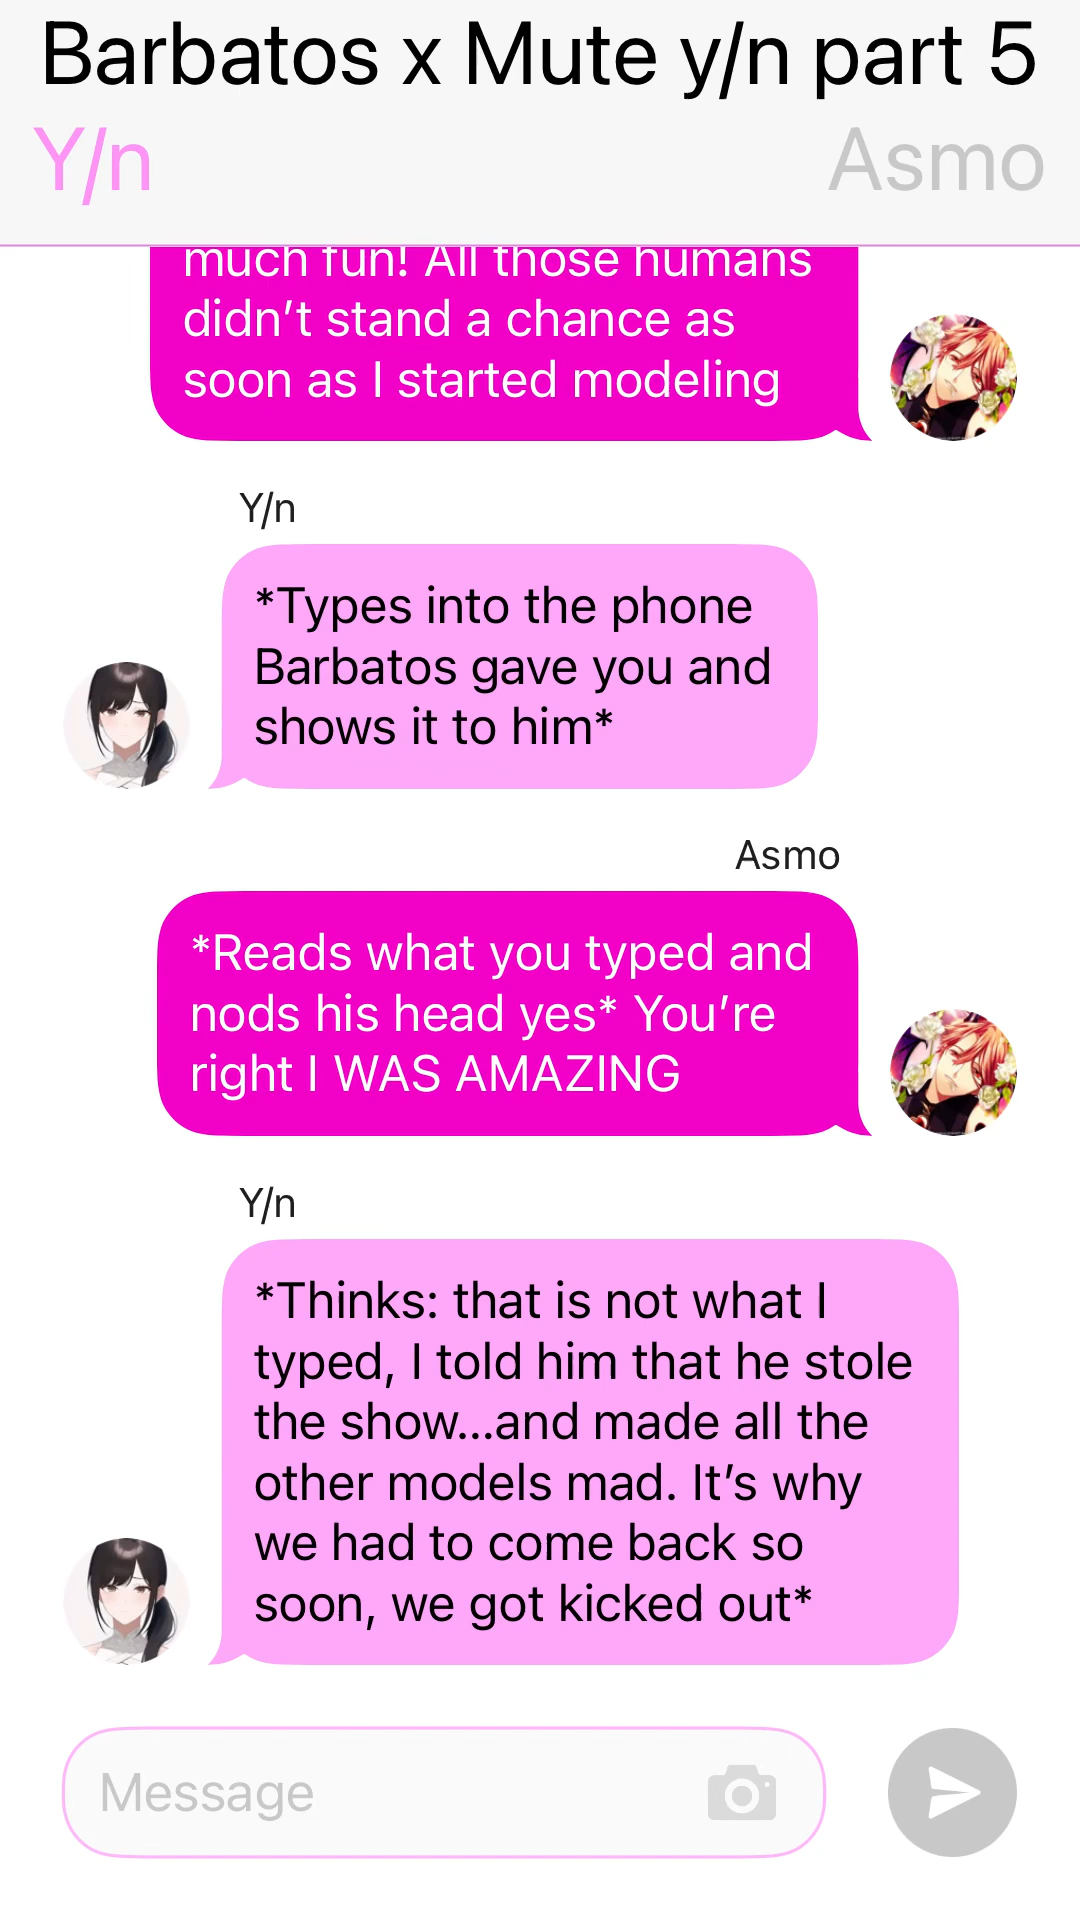 Barbatos x Mute y/n part 5
Y/n
Asmo
much fun! All those humans
didn’t stand a chance as
soon as I started modeling
Y/n
*Types into the phone
Barbatos gave you and
shows it to him*
Asmo
*Reads what you typed and
nods his head yes* You’re
right I WAS AMAZING
Y/n
*Thinks: that is not what I
typed, I told him that he stole
the show...and made all the
other models mad. It’s why
we had to come back so
soon, we got kicked out*
Message